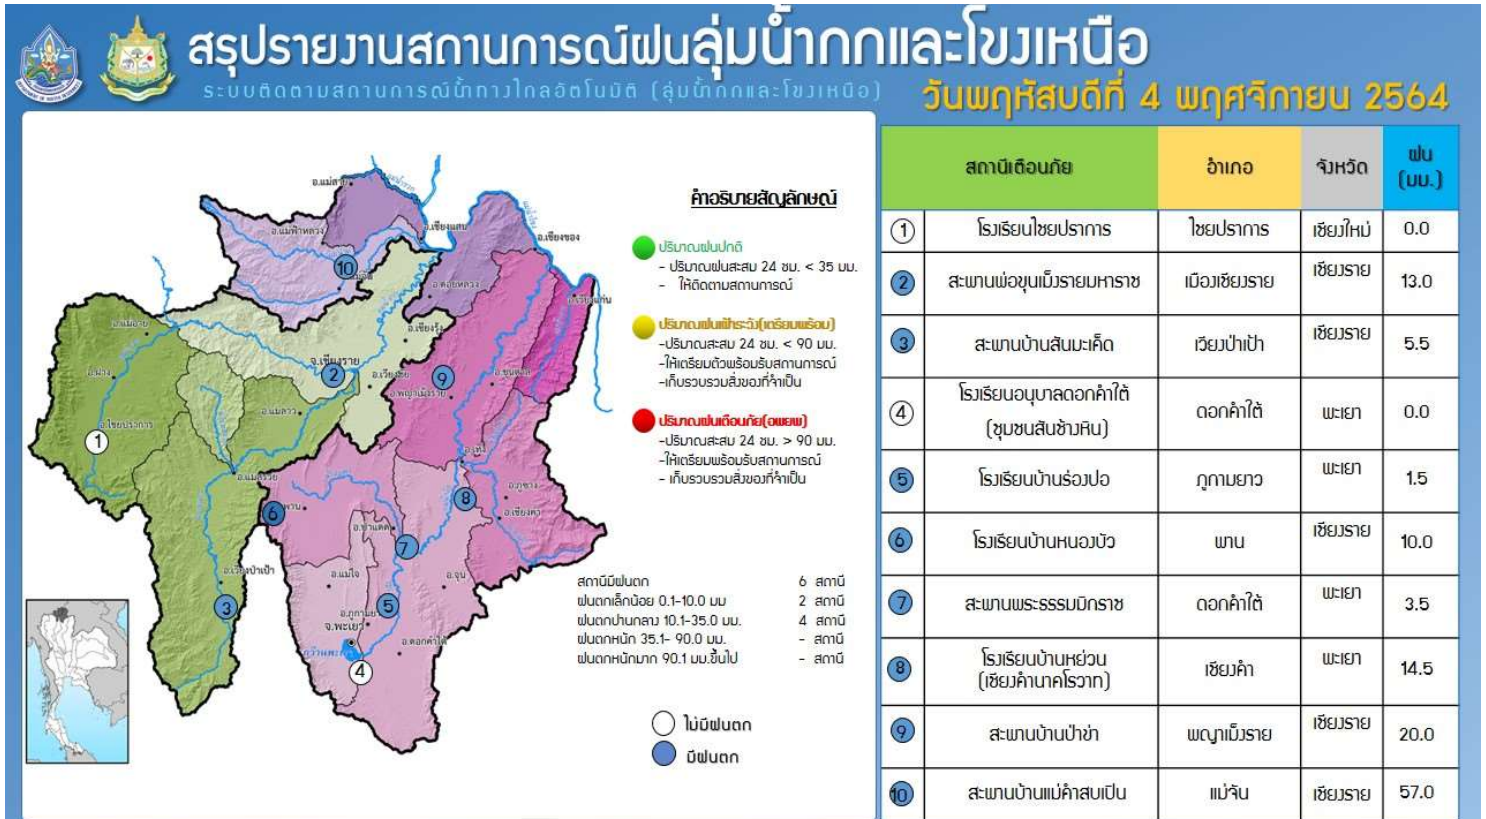 สรุปรายงานสถานการณ์ฝนลุ่มน้ำกกและโขงเหนือ
ระบบติดตามสถานการณ์น้ำทางไกลอัตโนมัติ (ลุ่มน้ำกกและโขงเหนือ)
วันพฤหัสบดีที่ 4 พฤศจิกายน 2564
อ.แม่สาย
อ.แม่ฟ้าหลวง
อ.เชียงแสน
อ.เชียงของ
10
อ.ดอยหลวง
อ.แม่อาย
อ.เชียงรุ้ง
จ.เชียงราย
อ.ฝาง
2
9
อ.พญาเม็งราย
อ.ขุนตาล
อ.แม่ลาว
อ.ไชยปราการ
1
อ.เทิง
อ.แม่สรวย
8
อ.ภูซาง
6
พาน
อ.เชียงคำ
อ.ป่าแดด
7
อ.เวียงป่าเป้า
อ.แม่ใจ
อ.จุน
3
5
จ.พะเยา
อ.ดอกคำใต้
4
คำอธิบายสัญลักษณ์
ปริมาณฝนปกติ
- ปริมาณฝนสะสม 24 ชม. < 35 มม.
- ให้ติดตามสถานการณ์
ปริมาณฝนเฝ้าระวัง(เตรียมพร้อม)
-ปริมาณสะสม 24 ชม. < 90 มม.
-ให้เตรียมตัวพร้อมรับสถานการณ์
-เก็บรวบรวมสิ่งของที่จำเป็น
ปริมาณฝนเตือนภัย(อพยพ)
-ปริมาณสะสม 24 ชม. > 90 มม.
-ให้เตรียมพร้อมรับสถานการณ์
- เก็บรวบรวมสิ่งของที่จำเป็น
สถานีมีฝนตก 6 สถานี
ฝนตกเล็กน้อย 0.1-10.0 มม 2 สถานี
ฝนตกปานกลาง 10.1-35.0 มม. 4 สถานี
ฝนตกหนัก 35.1- 90.0 มม. - สถานี
ฝนตกหนักมาก 90.1 มม.ขึ้นไป - สถานี
ไม่มีฝนตก
มีฝนตก
สถานีเตือนภัย อำเภอ จังหวัด ฝน
(มม.)
1 โรงเรียนไชยปราการ ไชยปราการ เชียงใหม่ 0.0
2 สะพานพ่อขุนเม็งรายมหาราช เมืองเชียงราย เชียงราย 13.0
3 สะพานบ้านสันมะเค็ด เวียงป่าเป้า เชียงราย 5.5
4 โรงเรียนอนุบาลดอกคำใต้
(ชุมชนสันช้างหิน) ดอกคำใต้ พะเยา 0.0
5 โรงเรียนบ้านร่องปอ ภูกามยาว พะเยา 1.5
6 โรงเรียนบ้านหนองบัว พาน เชียงราย 10.0
7 สะพานพระธรรมมิกราช ดอกคำใต้ พะเยา 3.5
8 โรงเรียนบ้านหย่วน
(เชียงคำนาคโรวาท) เชียงคำ พะเยา 14.5
9 สะพานบ้านป่าข่า พญาเม็งราย เชียงราย 20.0
10 สะพานบ้านแม่คำสบเปิน แม่จัน เชียงราย 57.0